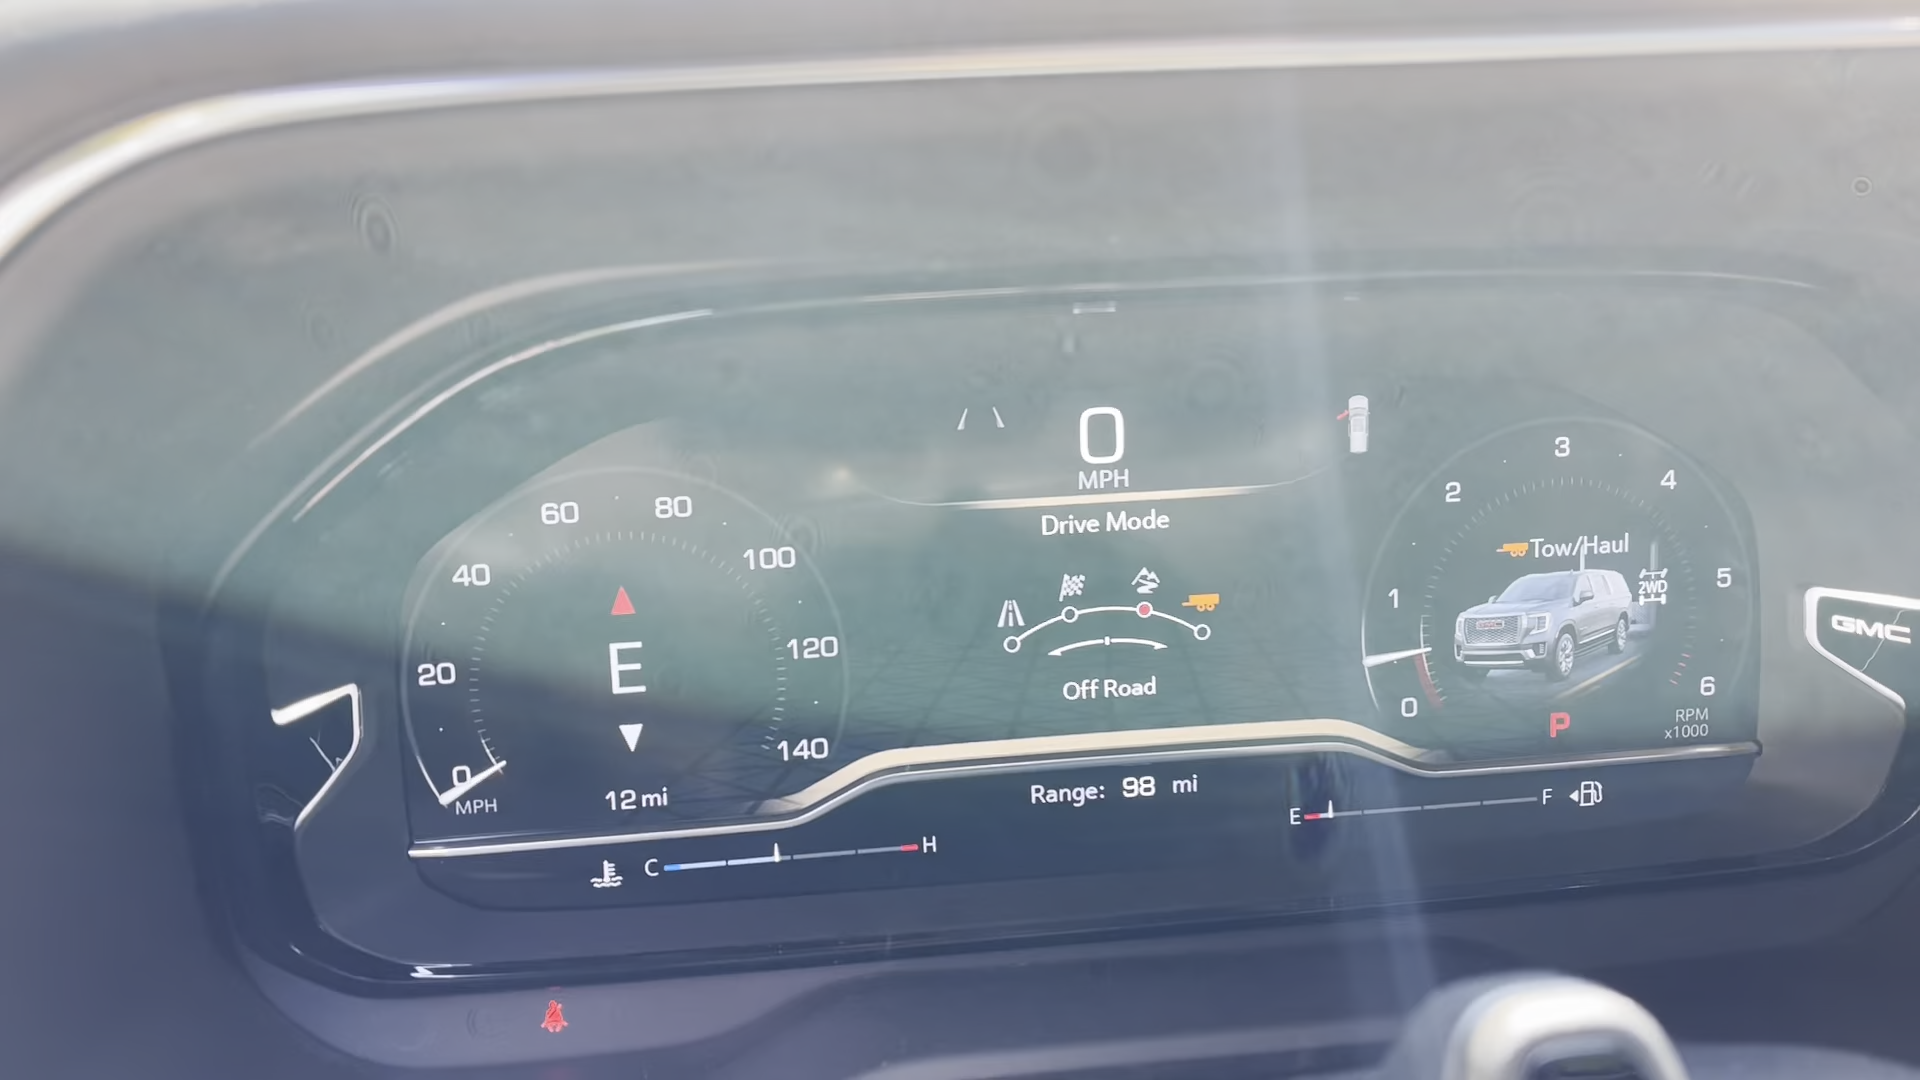 0
MPH
Drive Mode
Off Road
Range: 98 mi
0
20
40
60
80
100
120
140
MPH
E
12 mi
C
H
0
1
2
3
4
5
6
RPM
x1000
Tow/Haul
2WD
GMC
P
E
F
GMC